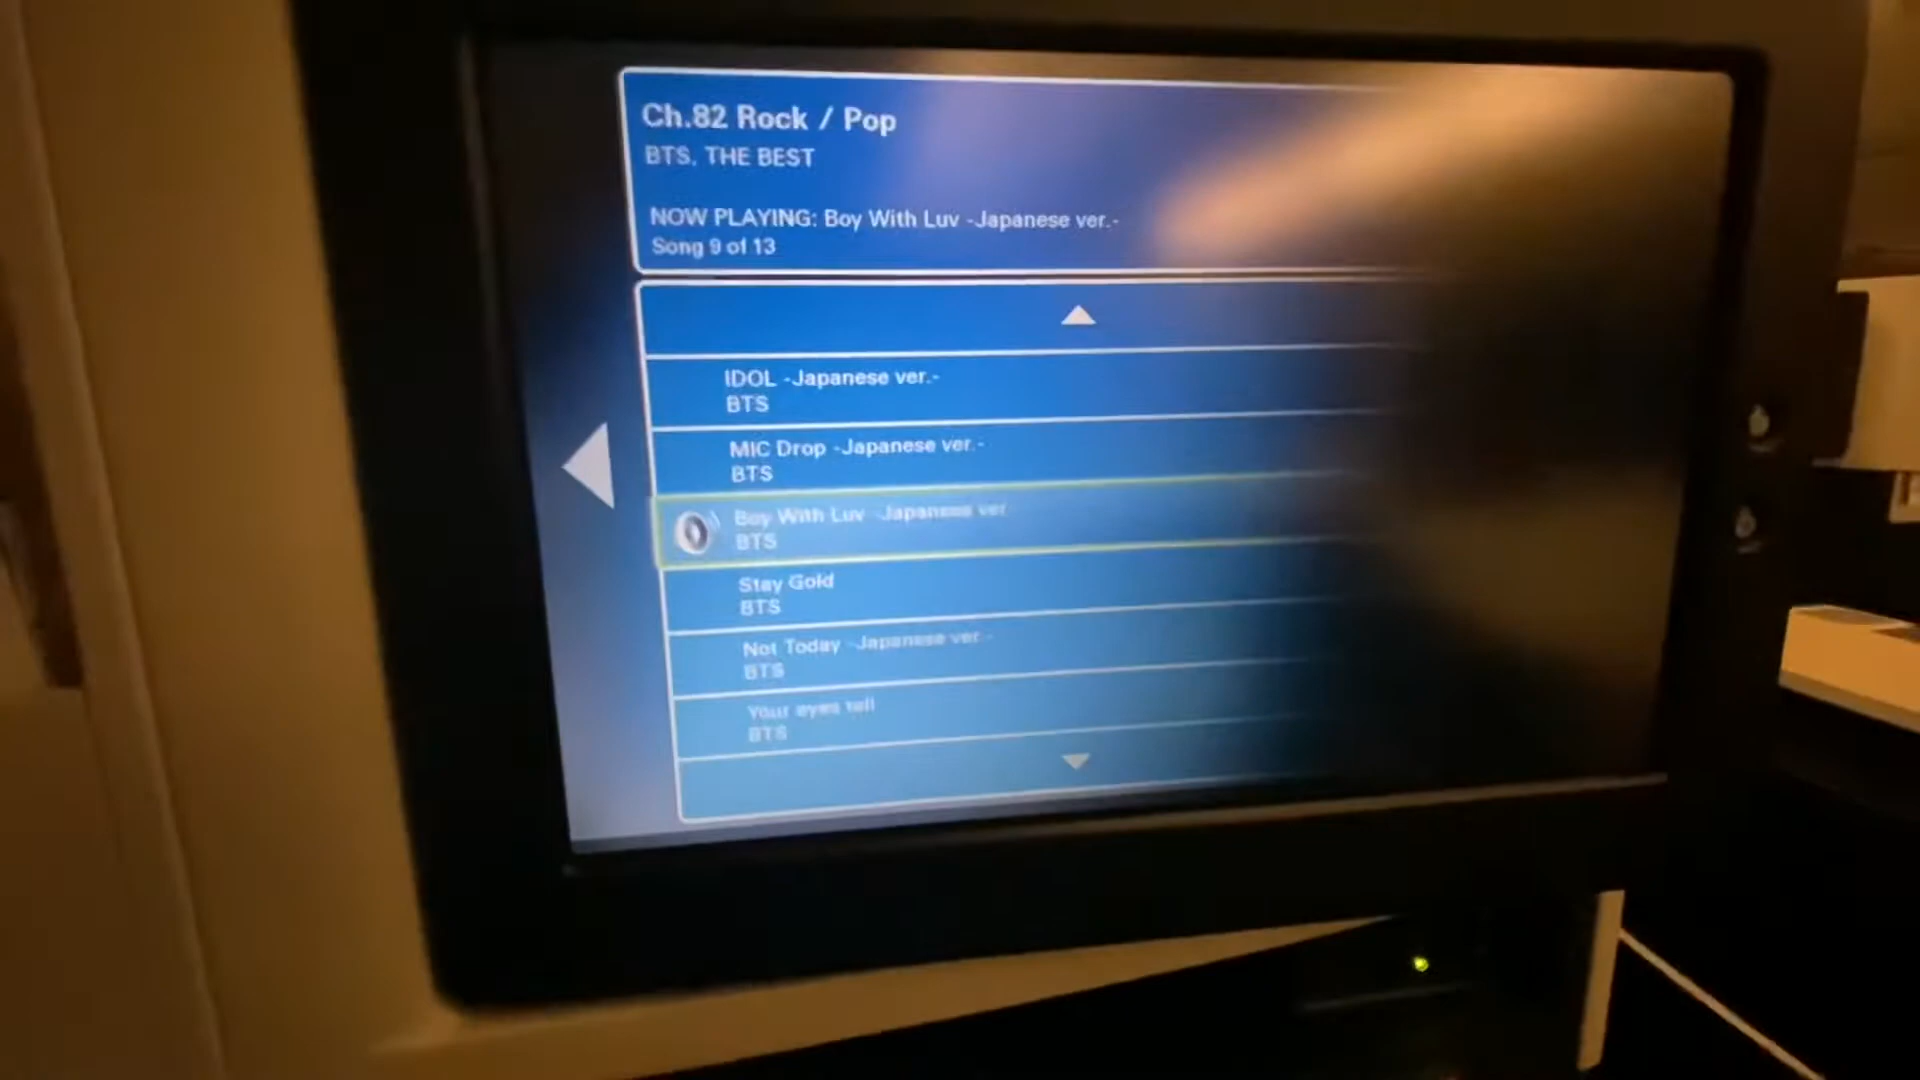 Ch.82 Rock / Pop
BTS, THE BEST
NOW PLAYING: Boy With Luv -Japanese ver.-
Song 9 of 13
IDOL -Japanese ver.-
BTS
MIC Drop -Japanese ver.-
BTS
Boy With Luv -Japanese ver.-
BTS
Stay Gold
BTS
Not Today -Japanese ver.-
BTS
Your eyes tell
BTS